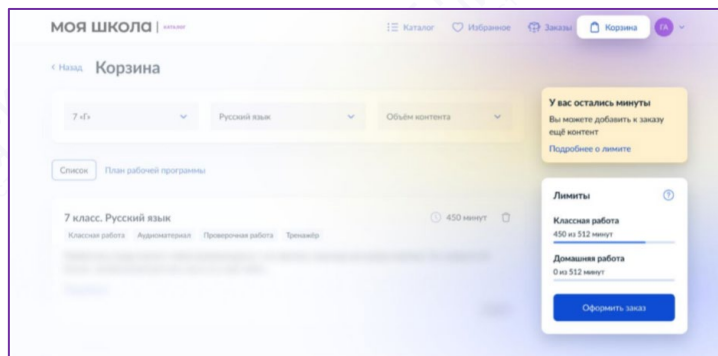 МОЯ ШКОЛА | КАТАЛОГ
Каталог Избранное Заказы Корзина ГА
Назад Корзина
7 «Г» Русский язык Объём контента
У вас остались минуты
Вы можете добавить к заказу
ещё контент
Подробнее о лимите
Список План рабочей программы
Лимиты ?
7 класс. Русский язык 450 минут
Классная работа Аудиоматериал Проверочная работа Тренажёр
Классная работа
450 из 512 минут
Домашняя работа
0 из 512 минут
Оформить заказ